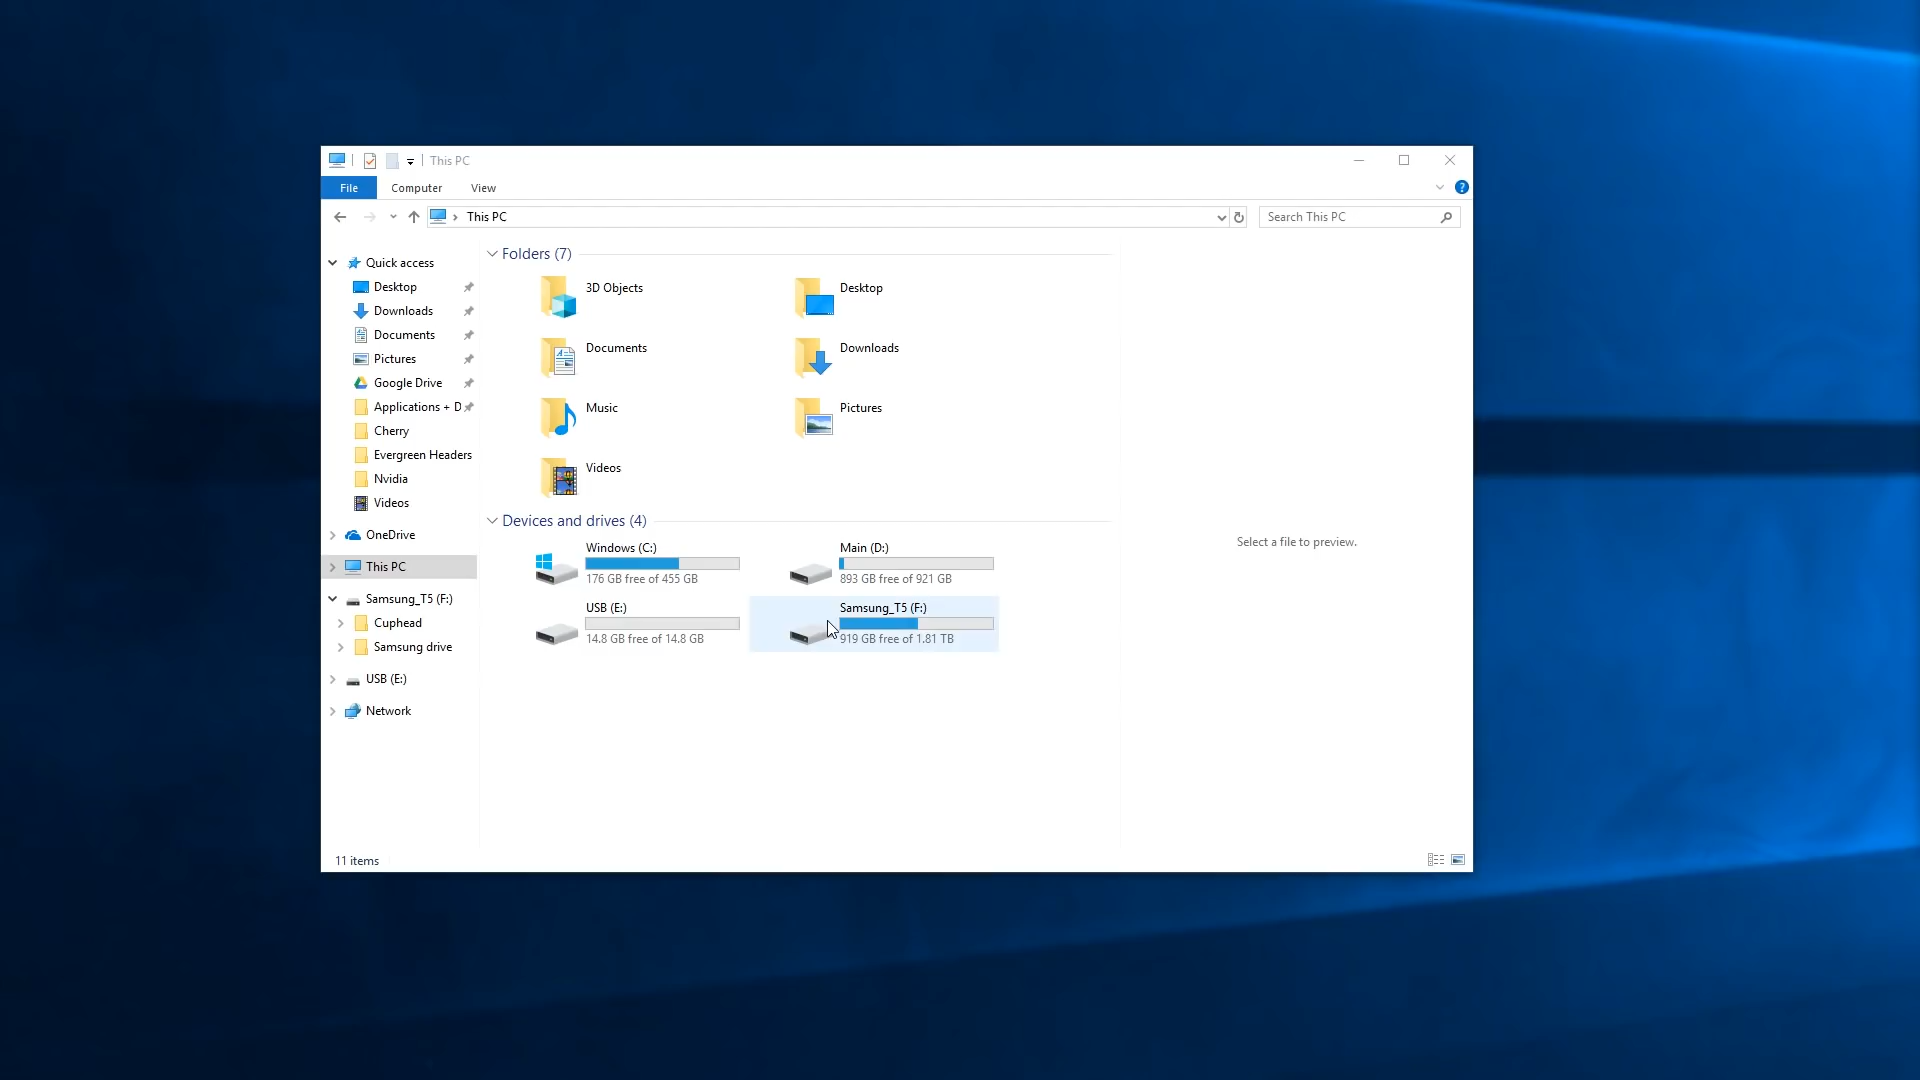 This PC
File Computer View
This PC
Search This PC
Quick access
Desktop
Downloads
Documents
Pictures
Google Drive
Applications + D
Cherry
Evergreen Headers
Nvidia
Videos
OneDrive
This PC
Samsung_T5 (F:)
Cuphead
Samsung drive
USB (E:)
Network
Folders (7)
3D Objects
Desktop
Documents
Downloads
Music
Pictures
Videos
Devices and drives (4)
Windows (C:)
176 GB free of 455 GB
Main (D:)
893 GB free of 921 GB
USB (E:)
14.8 GB free of 14.8 GB
Samsung_T5 (F:)
919 GB free of 1.81 TB
Select a file to preview.
11 items